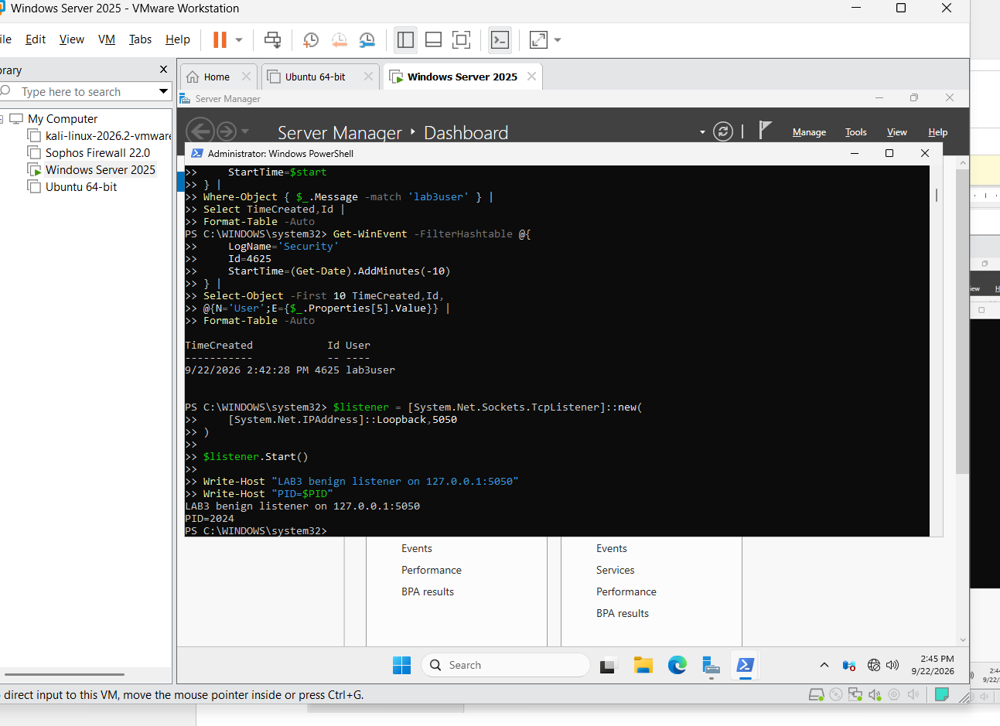 Windows Server 2025 - VMware Workstation
ile Edit View VM Tabs Help
rary
Type here to search
My Computer
kali-linux-2026.2-vmware
Sophos Firewall 22.0
Windows Server 2025
Ubuntu 64-bit
Home
Ubuntu 64-bit
Windows Server 2025
Server Manager
Server Manager • Dashboard
Manage Tools View Help
Administrator: Windows PowerShell
>>     StartTime=$start
>> } |
>> Where-Object { $_.Message -match 'lab3user' } |
>> Select TimeCreated,Id |
>> Format-Table -Auto
PS C:\WINDOWS\system32> Get-WinEvent -FilterHashtable @{
>>     LogName='Security'
>>     Id=4625
>>     StartTime=(Get-Date).AddMinutes(-10)
>> } |
>> Select-Object -First 10 TimeCreated,Id,
>> @{N='User';E={$_.Properties[5].Value}} |
>> Format-Table -Auto
TimeCreated            Id User
-----------            -- ----
9/22/2026 2:42:28 PM 4625 lab3user
PS C:\WINDOWS\system32> $listener = [System.Net.Sockets.TcpListener]::new(
>>     [System.Net.IPAddress]::Loopback,5050
>> )
>>
>> $listener.Start()
>>
>> Write-Host "LAB3 benign listener on 127.0.0.1:5050"
>> Write-Host "PID=$PID"
LAB3 benign listener on 127.0.0.1:5050
PID=2024
PS C:\WINDOWS\system32>
Events
Performance
BPA results
Events
Services
Performance
BPA results
Search
2:45 PM
9/22/2026
direct input to this VM, move the mouse pointer inside or press Ctrl+G.
iew
2:4
9/22/